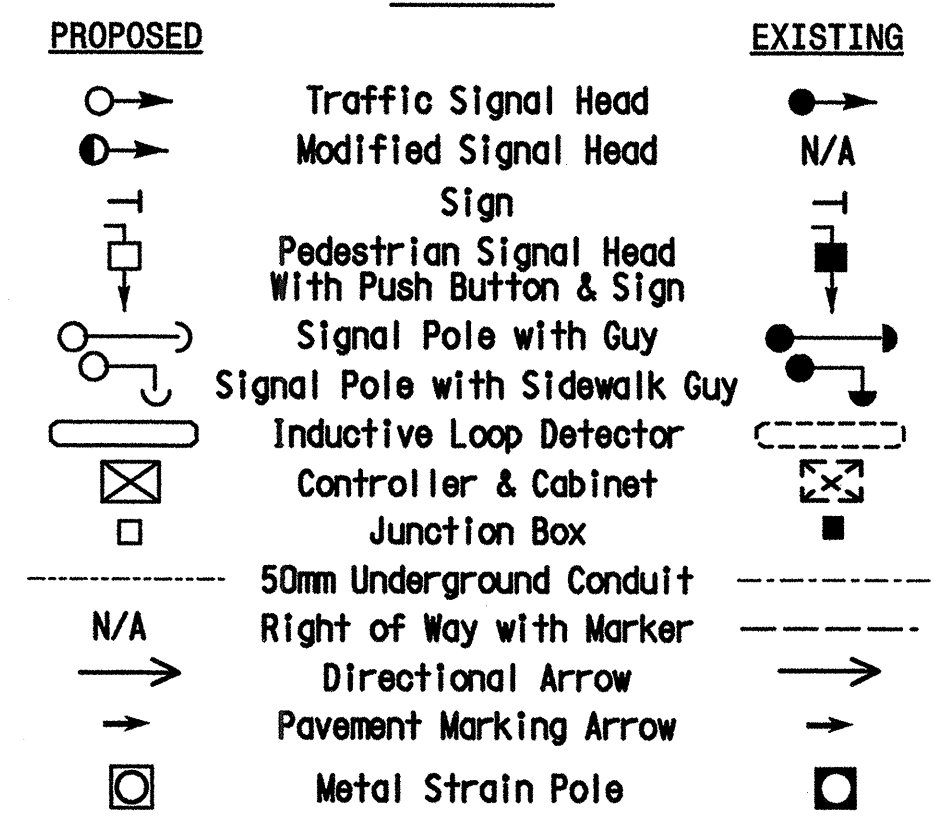 PROPOSED EXISTING
Traffic Signal Head
Modified Signal Head N/A
Sign
Pedestrian Signal Head
With Push Button & Sign
Signal Pole with Guy
Signal Pole with Sidewalk Guy
Inductive Loop Detector
Controller & Cabinet
Junction Box
50mm Underground Conduit
N/A Right of Way with Marker
Directional Arrow
Pavement Marking Arrow
Metal Strain Pole